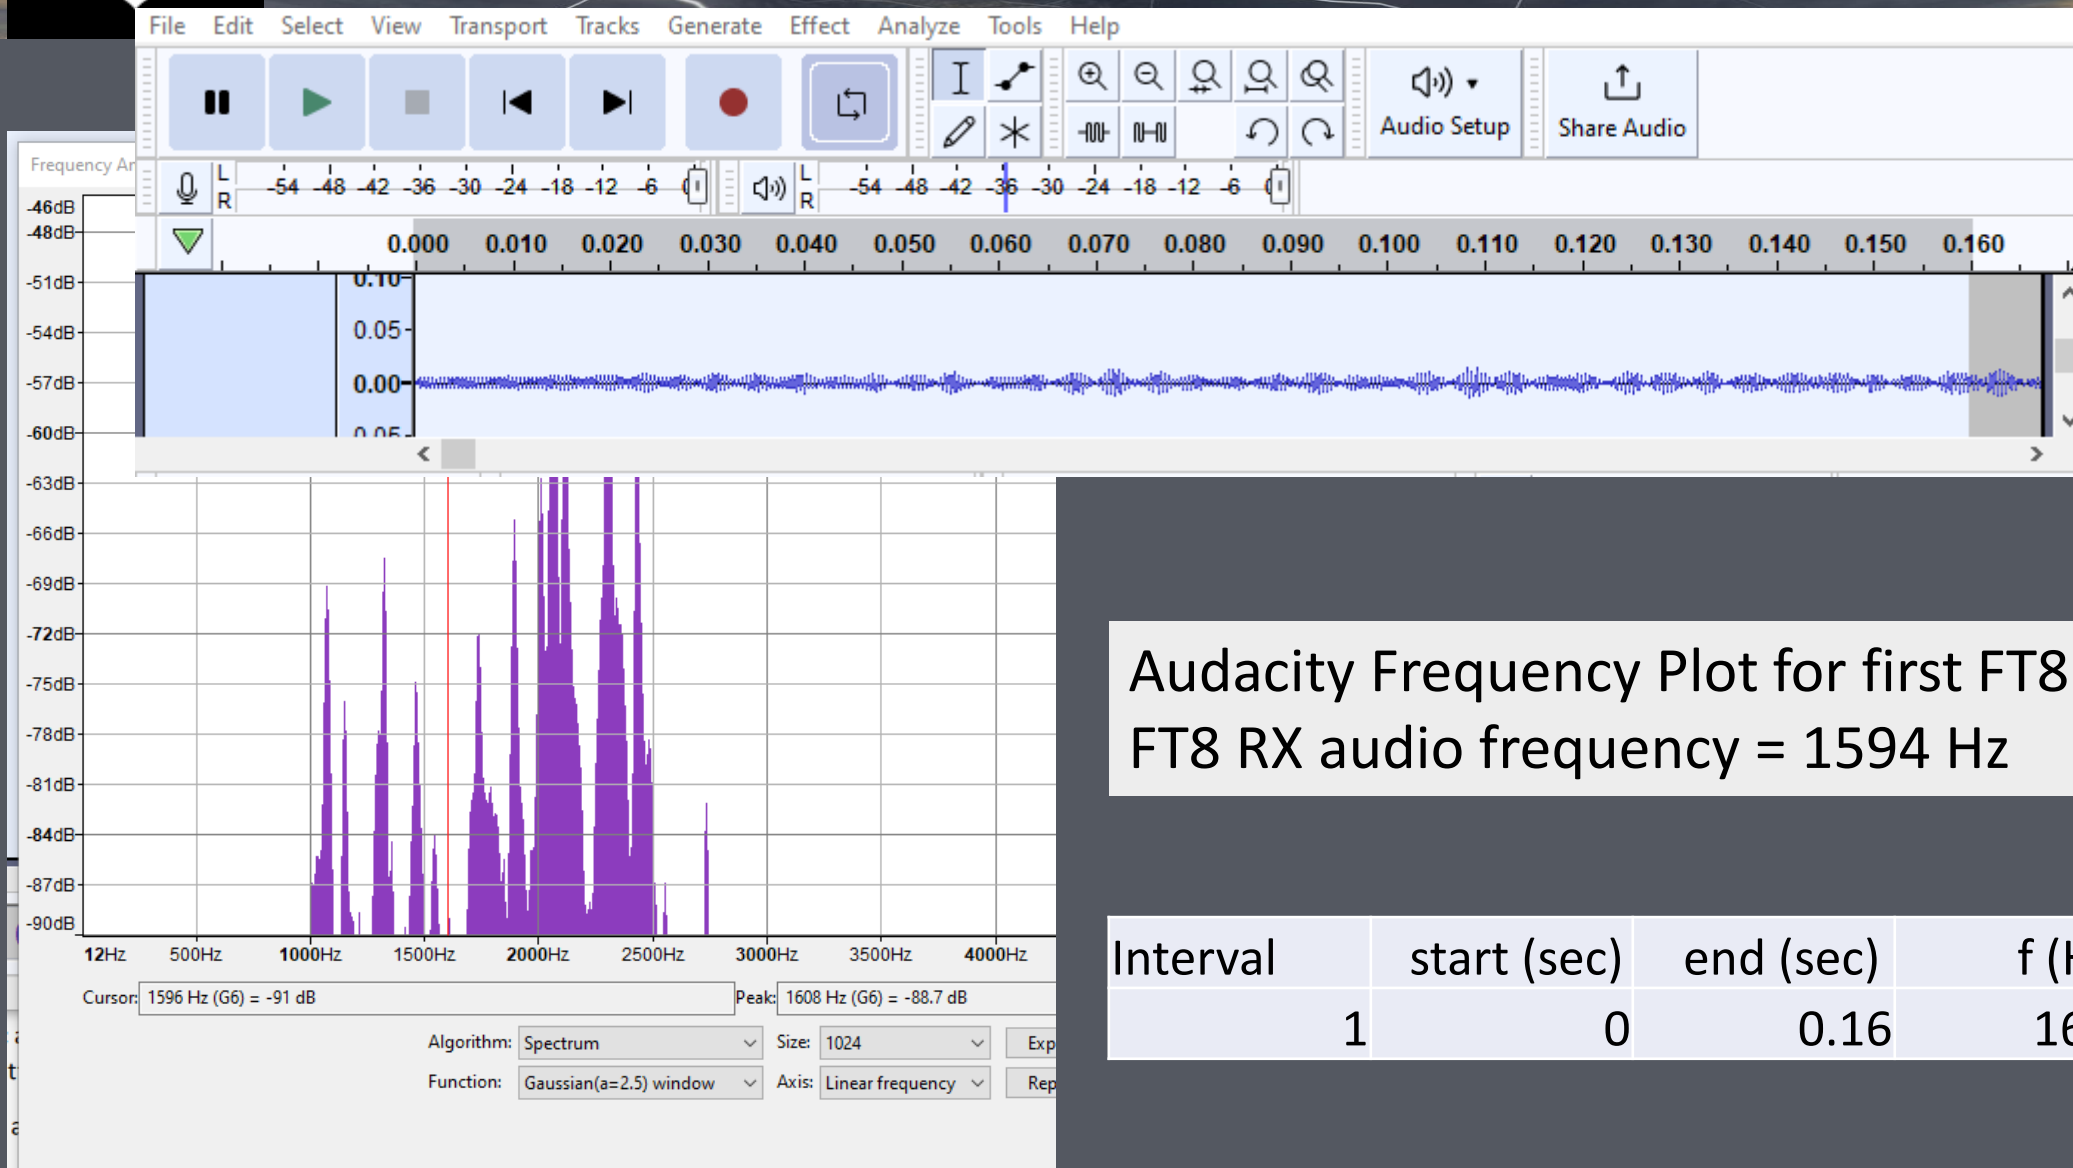 File Edit Select View Transport Tracks Generate Effect Analyze Tools Help
Audio Setup
Share Audio
L
R
-54 -48 -42 -36 -30 -24 -18 -12 -6
L
R
-54 -48 -42 -36 -30 -24 -18 -12 -6
0.000 0.010 0.020 0.030 0.040 0.050 0.060 0.070 0.080 0.090 0.100 0.110 0.120 0.130 0.140 0.150 0.160
0.10
0.05
0.00
0.05
Frequency
-46dB
-48dB
-51dB
-54dB
-57dB
-60dB
-63dB
-66dB
-69dB
-72dB
-75dB
-78dB
-81dB
-84dB
-87dB
-90dB
12Hz 500Hz 1000Hz 1500Hz 2000Hz 2500Hz 3000Hz 3500Hz 4000Hz
Cursor: 1596 Hz (G6) = -91 dB
Peak: 1608 Hz (G6) = -88.7 dB
Algorithm: Spectrum Size: 1024 Exp
Function: Gaussian(a=2.5) window Axis: Linear frequency Rep
Audacity Frequency Plot for first FT8
FT8 RX audio frequency = 1594 Hz
Interval start (sec) end (sec) f (
1 0 0.16 16